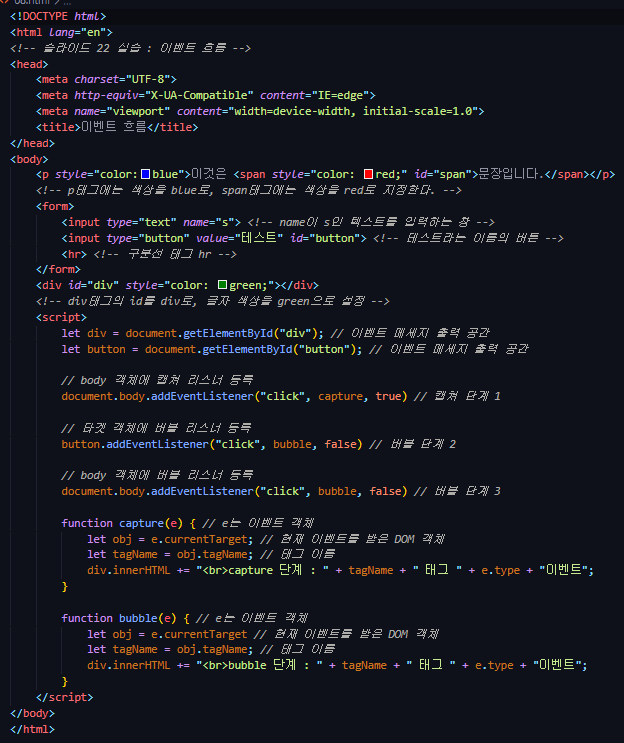 06.html > ...
<!DOCTYPE html>
<html lang="en">
<!-- 슬라이드 22 실습 : 이벤트 흐름 -->
<head>
    <meta charset="UTF-8">
    <meta http-equiv="X-UA-Compatible" content="IE=edge">
    <meta name="viewport" content="width=device-width, initial-scale=1.0">
    <title>이벤트 흐름</title>
</head>
<body>
    <p style="color:blue">이것은 <span style="color: red;" id="span">문장입니다.</span></p>
    <!-- p태그에는 색상을 blue로, span태그에는 색상을 red로 지정한다. -->
    <form>
        <input type="text" name="s"> <!-- name이 s인 텍스트를 입력하는 창 -->
        <input type="button" value="테스트" id="button"> <!-- 테스트라는 이름의 버튼 -->
        <hr> <!-- 구분선 태그 hr -->
    </form>
    <div id="div" style="color: green;"></div>
    <!-- div태그의 id를 div로, 글자 색상을 green으로 설정 -->
    <script>
        let div = document.getElementById("div"); // 이벤트 메세지 출력 공간
        let button = document.getElementById("button"); // 이벤트 메세지 출력 공간

        // body 객체에 캡쳐 리스너 등록
        document.body.addEventListener("click", capture, true) // 캡쳐 단계 1

        // 타겟 객체에 버블 리스너 등록
        button.addEventListener("click", bubble, false) // 버블 단계 2

        // body 객체에 버블 리스너 등록
        document.body.addEventListener("click", bubble, false) // 버블 단계 3

        function capture(e) { // e는 이벤트 객체
            let obj = e.currentTarget; // 현재 이벤트를 받은 DOM 객체
            let tagName = obj.tagName; // 태그 이름
            div.innerHTML += "<br>capture 단계 : " + tagName + " 태그 " + e.type + "이벤트";
        }

        function bubble(e) { // e는 이벤트 객체
            let obj = e.currentTarget // 현재 이벤트를 받은 DOM 객체
            let tagName = obj.tagName; // 태그 이름
            div.innerHTML += "<br>bubble 단계 : " + tagName + " 태그 " + e.type + "이벤트";
        }
    </script>
</body>
</html>